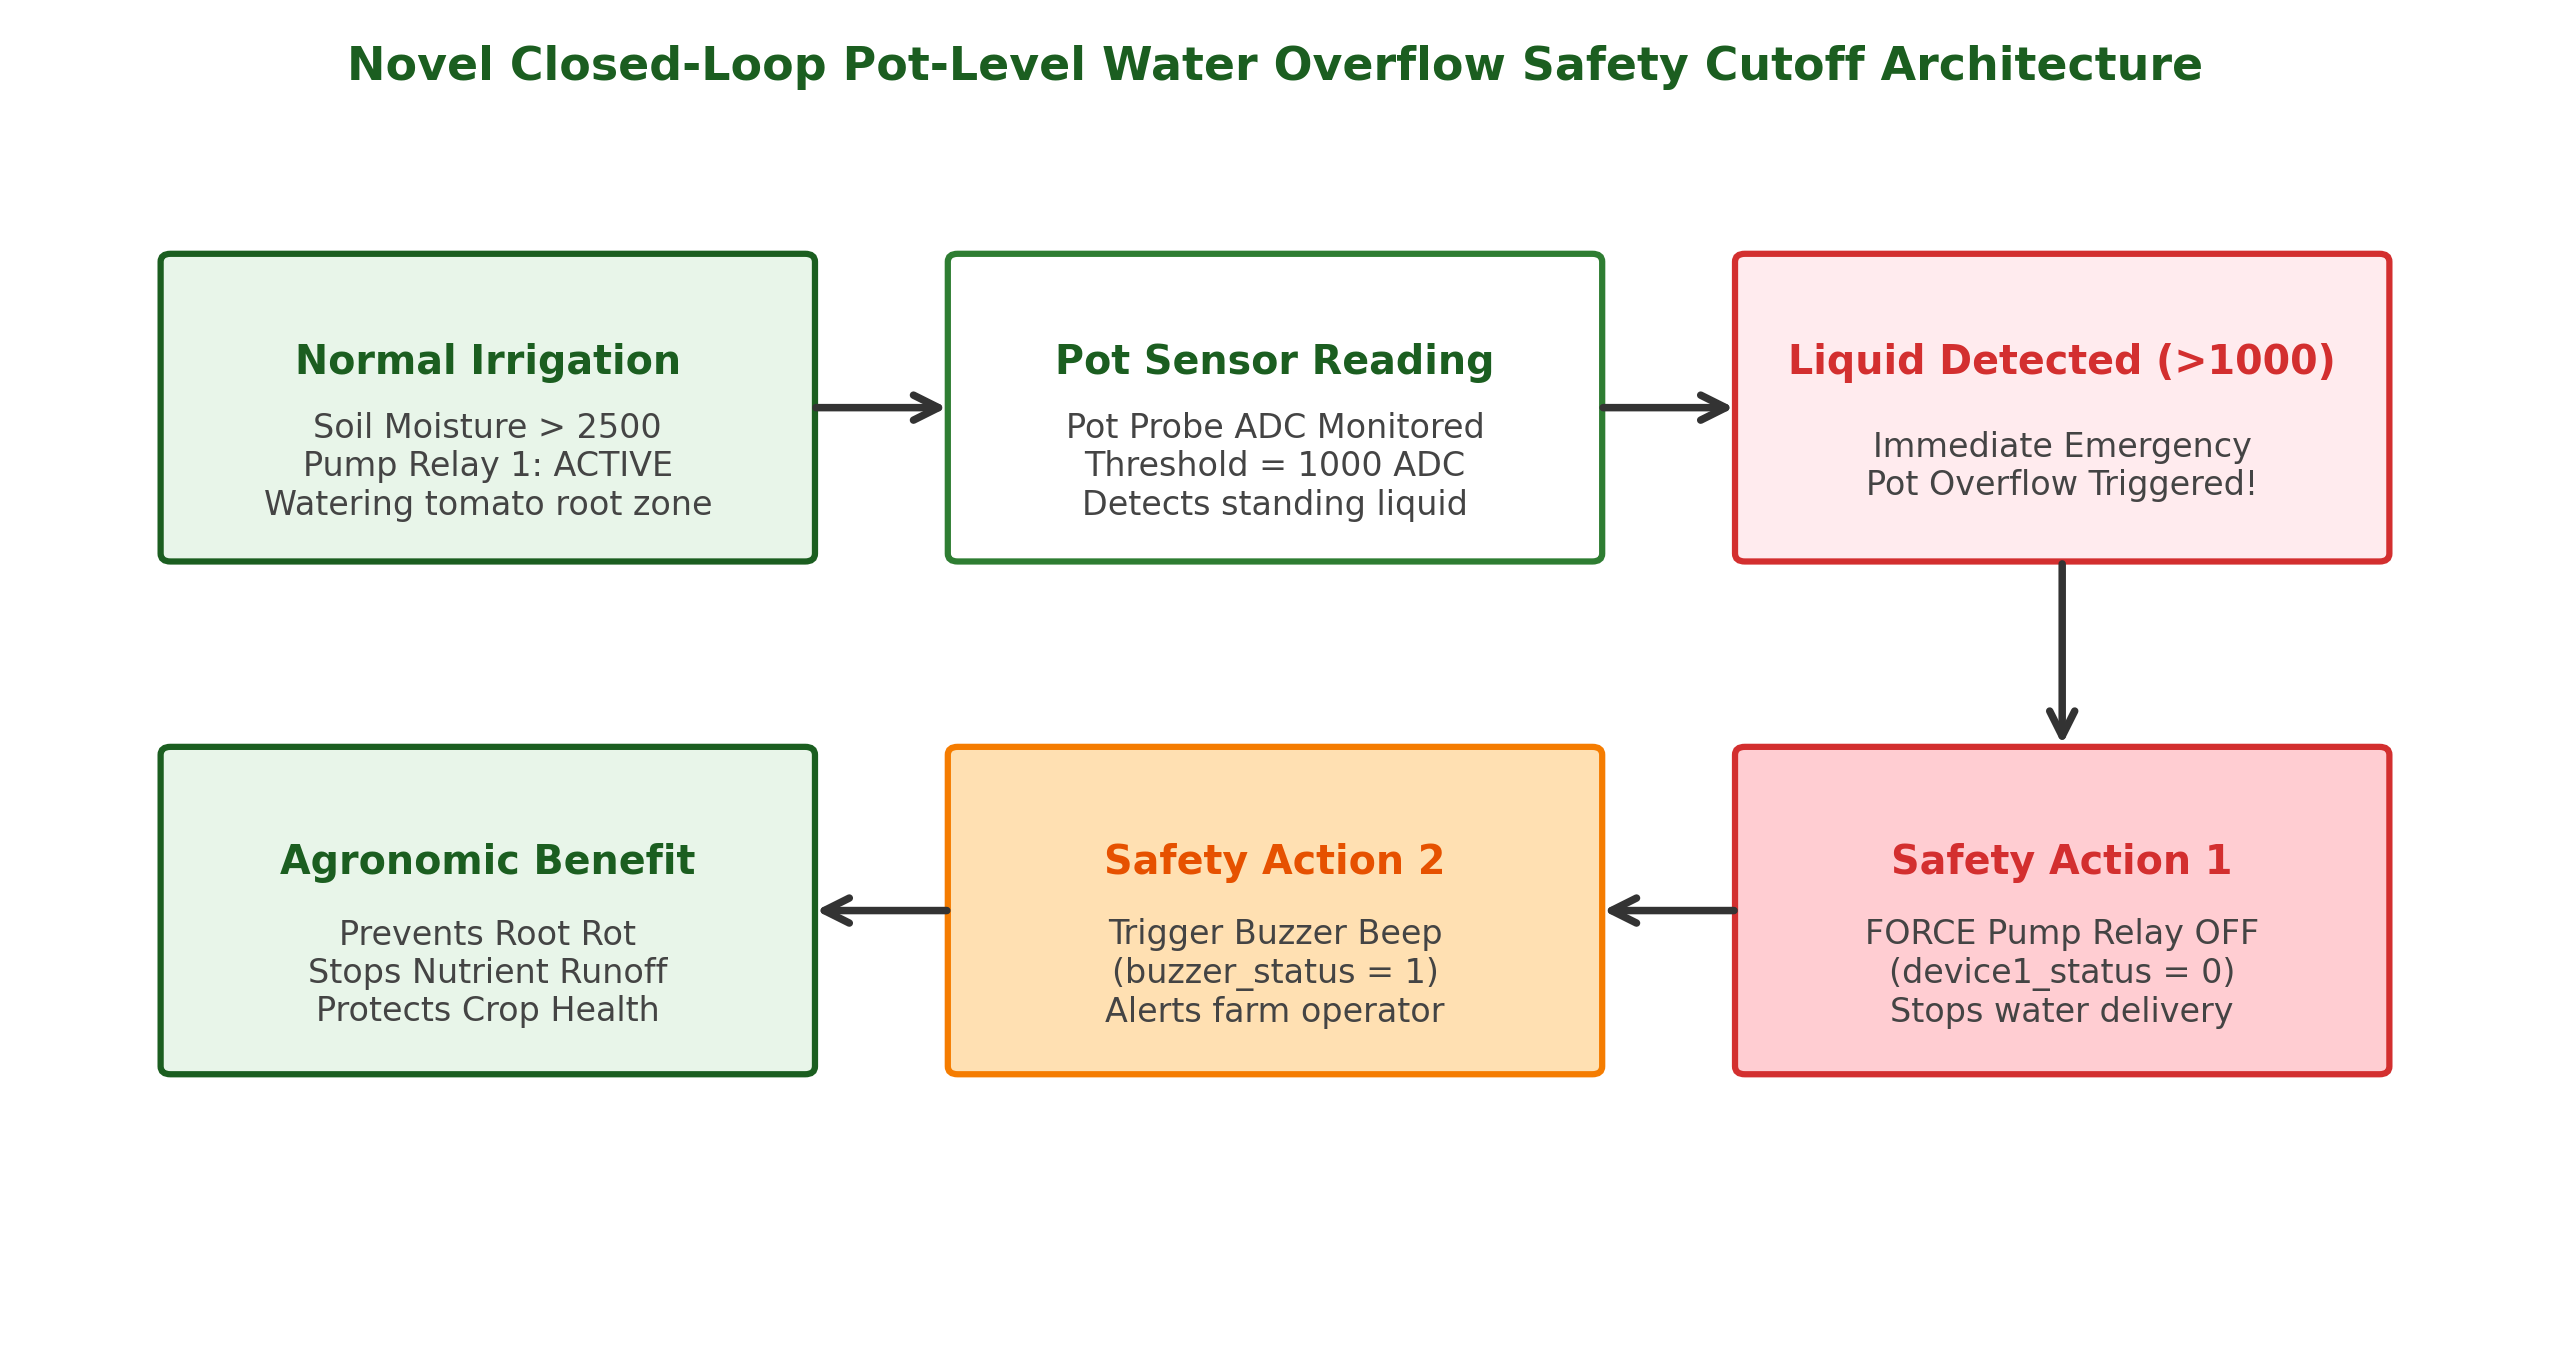 Novel Closed-Loop Pot-Level Water Overflow Safety Cutoff Architecture
Normal Irrigation
Soil Moisture > 2500
Pump Relay 1: ACTIVE
Watering tomato root zone
Pot Sensor Reading
Pot Probe ADC Monitored
Threshold = 1000 ADC
Detects standing liquid
Liquid Detected (>1000)
Immediate Emergency
Pot Overflow Triggered!
Safety Action 1
FORCE Pump Relay OFF
(device1_status = 0)
Stops water delivery
Safety Action 2
Trigger Buzzer Beep
(buzzer_status = 1)
Alerts farm operator
Agronomic Benefit
Prevents Root Rot
Stops Nutrient Runoff
Protects Crop Health